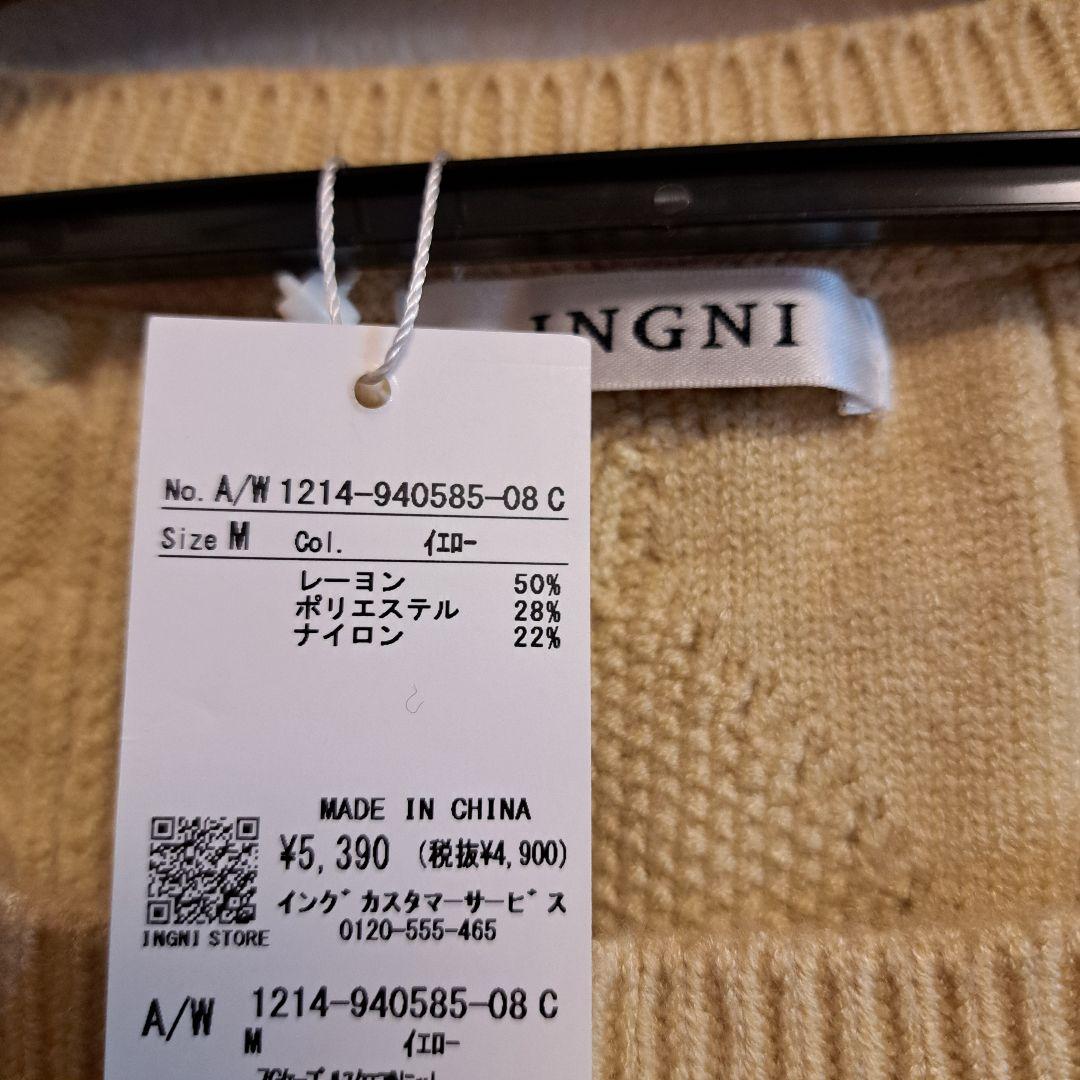 INGNI
No. A/W 1214-940585-08 C
Size M Col. イエロー
レーヨン 50%
ポリエステル 28%
ナイロン 22%
MADE IN CHINA
¥5,390 (税抜¥4,900)
イングカスタマーサービス
0120-555-465
INGNI STORE
A/W 1214-940585-08 C
M イエロー